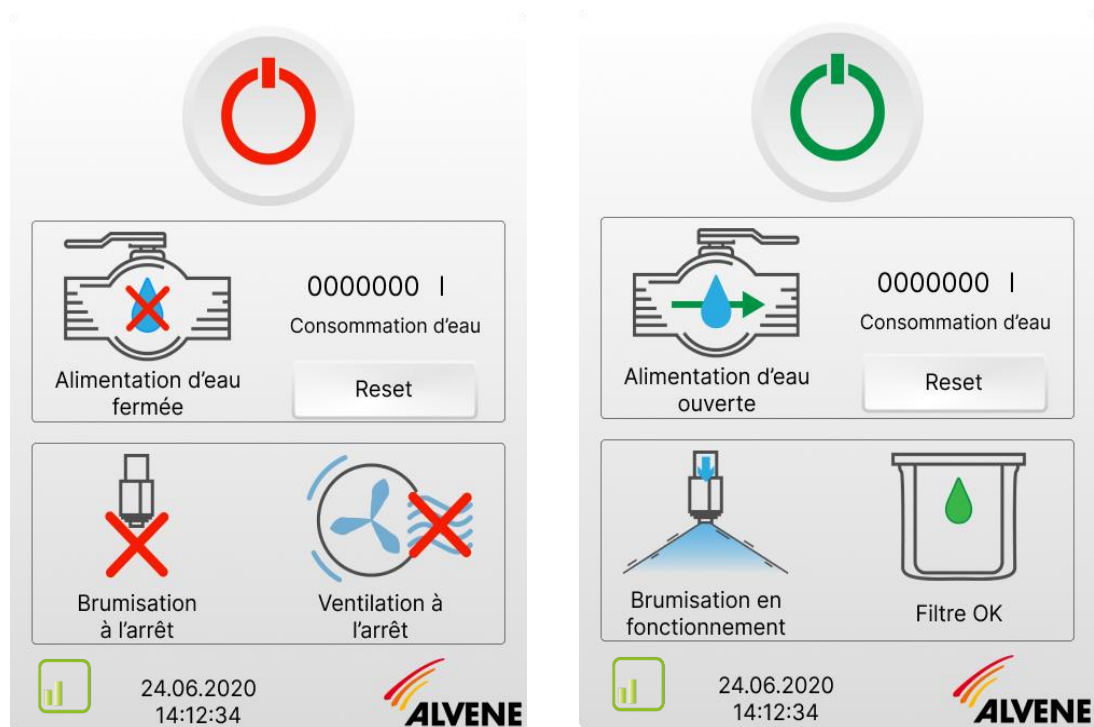 0000000 l
Consommation d'eau
Alimentation d'eau
fermée
Reset
Brumisation
à l'arrêt
Ventilation à
l'arrêt
24.06.2020
14:12:34
ALVENE
0000000 l
Consommation d'eau
Alimentation d'eau
ouverte
Reset
Brumisation en
fonctionnement
Filtre OK
24.06.2020
14:12:34
ALVENE